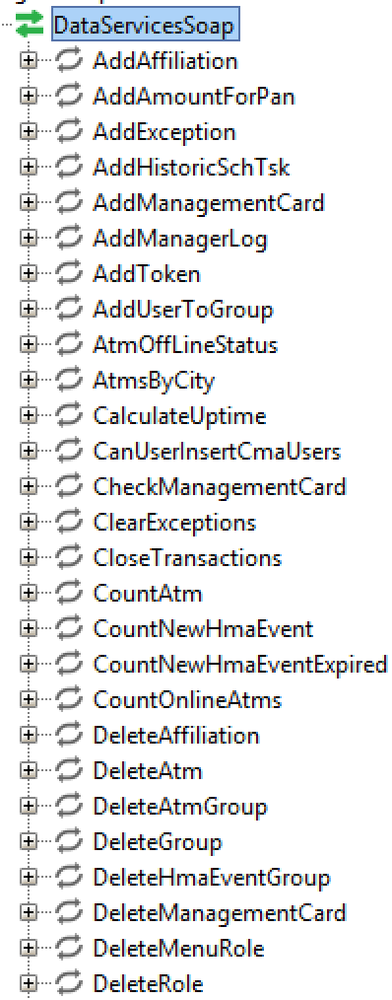 DataServicesSoap
AddAffiliation
AddAmountForPan
AddException
AddHistoricSchTsk
AddManagementCard
AddManagerLog
AddToken
AddUserToGroup
AtmOffLineStatus
AtmsByCity
CalculateUptime
CanUserInsertCmaUsers
CheckManagementCard
ClearExceptions
CloseTransactions
CountAtm
CountNewHmaEvent
CountNewHmaEventExpired
CountOnlineAtms
DeleteAffiliation
DeleteAtm
DeleteAtmGroup
DeleteGroup
DeleteHmaEventGroup
DeleteManagementCard
DeleteMenuRole
DeleteRole